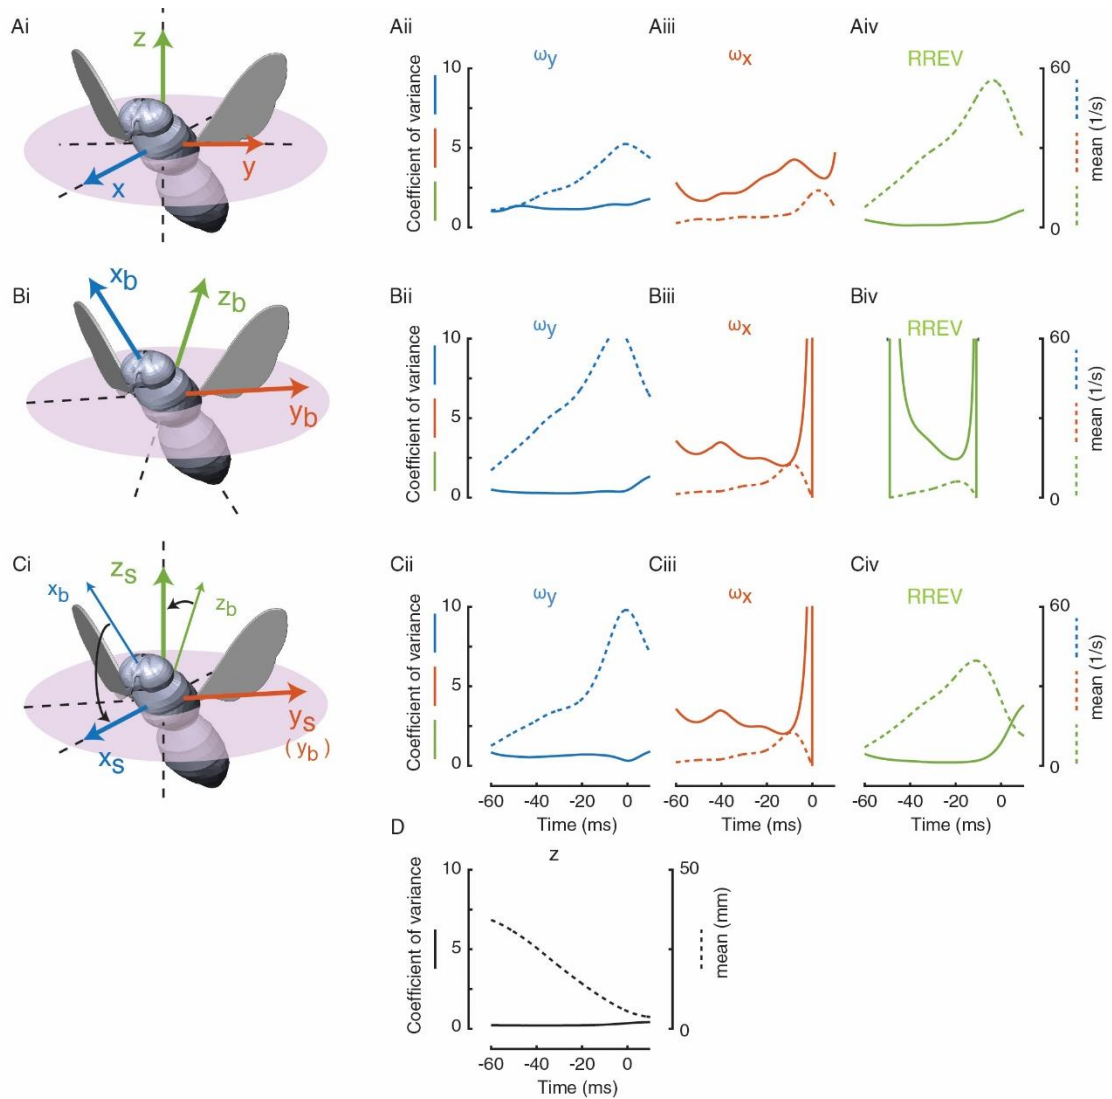 Ai
z
x
y
Aii
ωy
Coefficient of variance
10
5
0
Aiii
ωx
Aiv
RREV
60
0
mean (1/s)
Bi
xb
zb
yb
Bii
ωy
Coefficient of variance
10
5
0
Biii
ωx
Biv
RREV
60
0
mean (1/s)
Ci
xb
zs
zb
ys
(yb)
xs
Cii
ωy
Coefficient of variance
10
5
0
-60 -40 -20 0
Time (ms)
Ciii
ωx
-60 -40 -20 0
Time (ms)
Civ
RREV
60
0
mean (1/s)
-60 -40 -20 0
Time (ms)
D
z
Coefficient of variance
10
5
0
50
0
mean (mm)
-60 -40 -20 0
Time (ms)